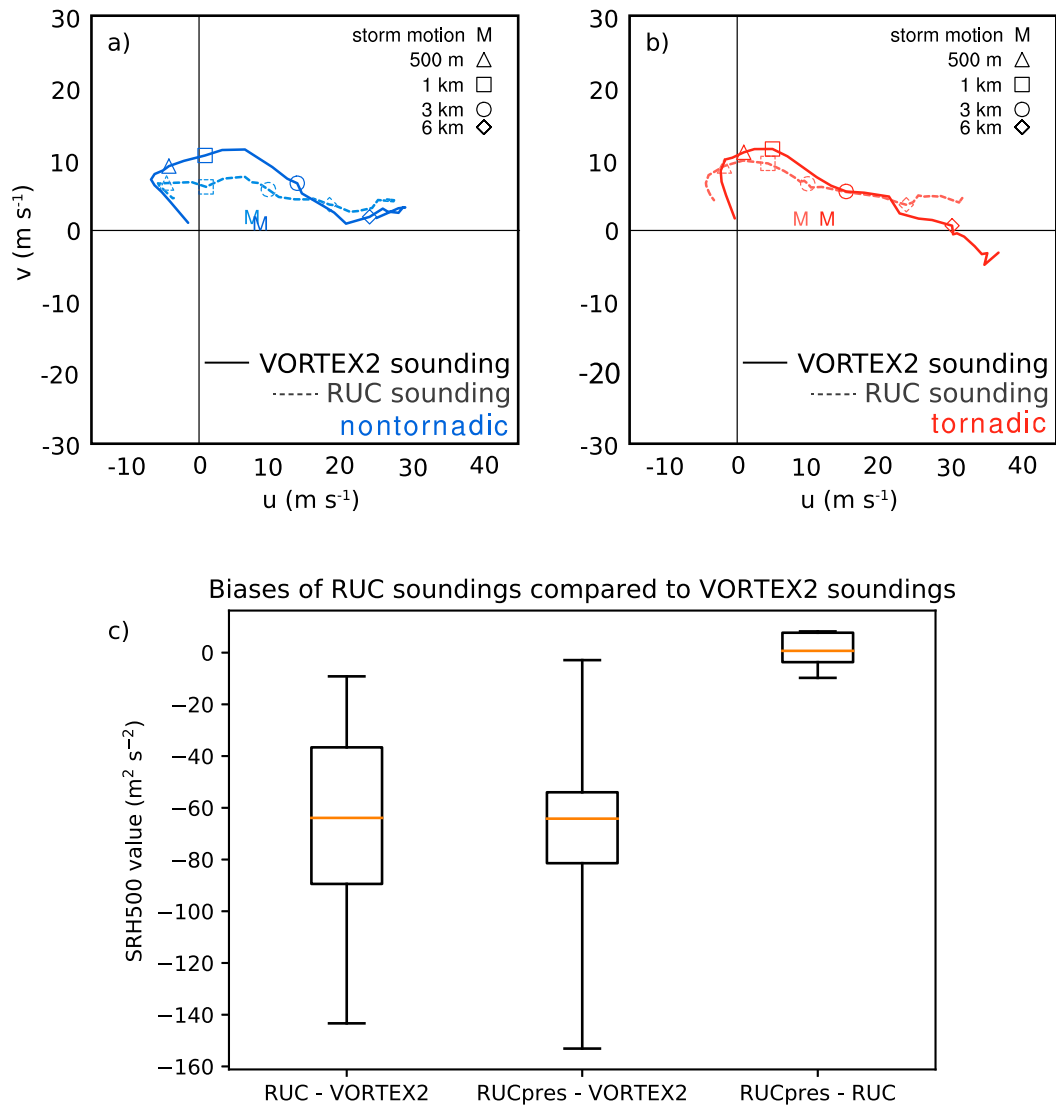 a)
storm motion M
500 m
1 km
3 km
6 km
30
20
10
0
-10
-20
-30
v (m s-1)
M
M
VORTEX2 sounding
RUC sounding
nontornadic
-10 0 10 20 30 40
u (m s-1)
b)
storm motion M
500 m
1 km
3 km
6 km
30
20
10
0
-10
-20
-30
M M
VORTEX2 sounding
RUC sounding
tornadic
-10 0 10 20 30 40
u (m s-1)
Biases of RUC soundings compared to VORTEX2 soundings
c)
0
−20
−40
−60
−80
−100
−120
−140
−160
SRH500 value (m² s⁻²)
RUC - VORTEX2 RUCpres - VORTEX2 RUCpres - RUC